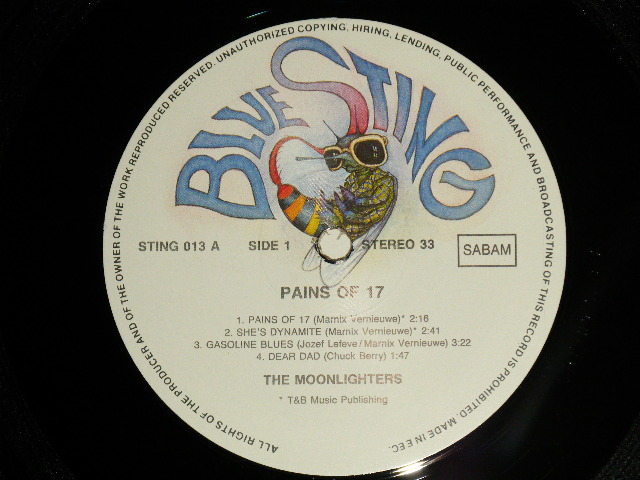 ALL RIGHTS OF THE PRODUCER AND OF THE OWNER OF THE WORK REPRODUCED RESERVED. UNAUTHORIZED COPYING, HIRING, LENDING, PUBLIC PERFORMANCE AND BROADCASTING OF THIS RECORD IS PROHIBITED. MADE IN EEC.
BLUE STING
STING 013 A SIDE 1 STEREO 33 SABAM
PAINS OF 17
1. PAINS OF 17 (Marnix Vernieuwe)* 2:16
2. SHE'S DYNAMITE (Marnix Vernieuwe)* 2:41
3. GASOLINE BLUES (Jozef Lefeve/Marnix Vernieuwe) 3:22
4. DEAR DAD (Chuck Berry) 1:47
THE MOONLIGHTERS
* T&B Music Publishing